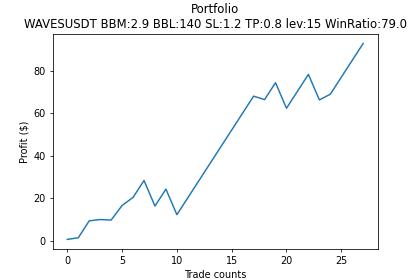 Portfolio
WAVESUSDT BBM:2.9 BBL:140 SL:1.2 TP:0.8 lev:15 WinRatio:79.0
Profit ($)
80
60
40
20
0
0 5 10 15 20 25
Trade counts